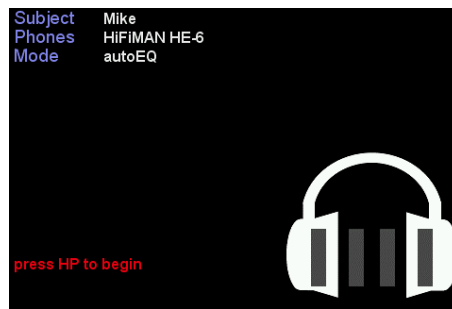 Subject Mike
Phones HiFiMAN HE-6
Mode autoEQ
press HP to begin